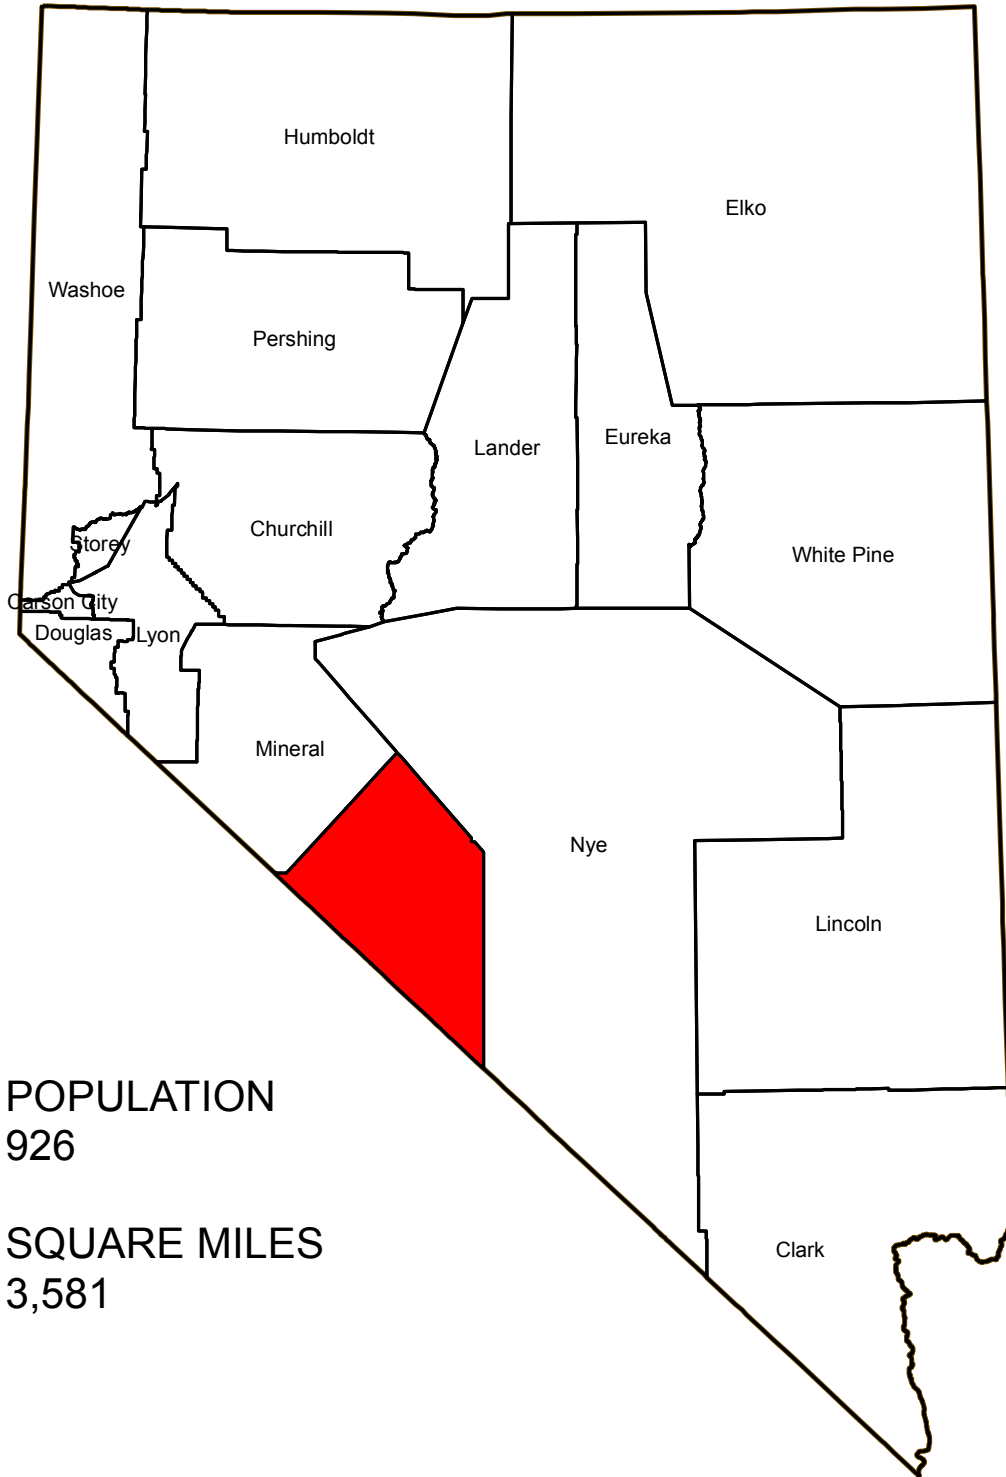 Humboldt
Elko
Washoe
Pershing
Eureka
Lander
Churchill
Storey
White Pine
Carson City
Douglas
Lyon
Mineral
Nye
Lincoln
POPULATION
926
SQUARE MILES
3,581
Clark